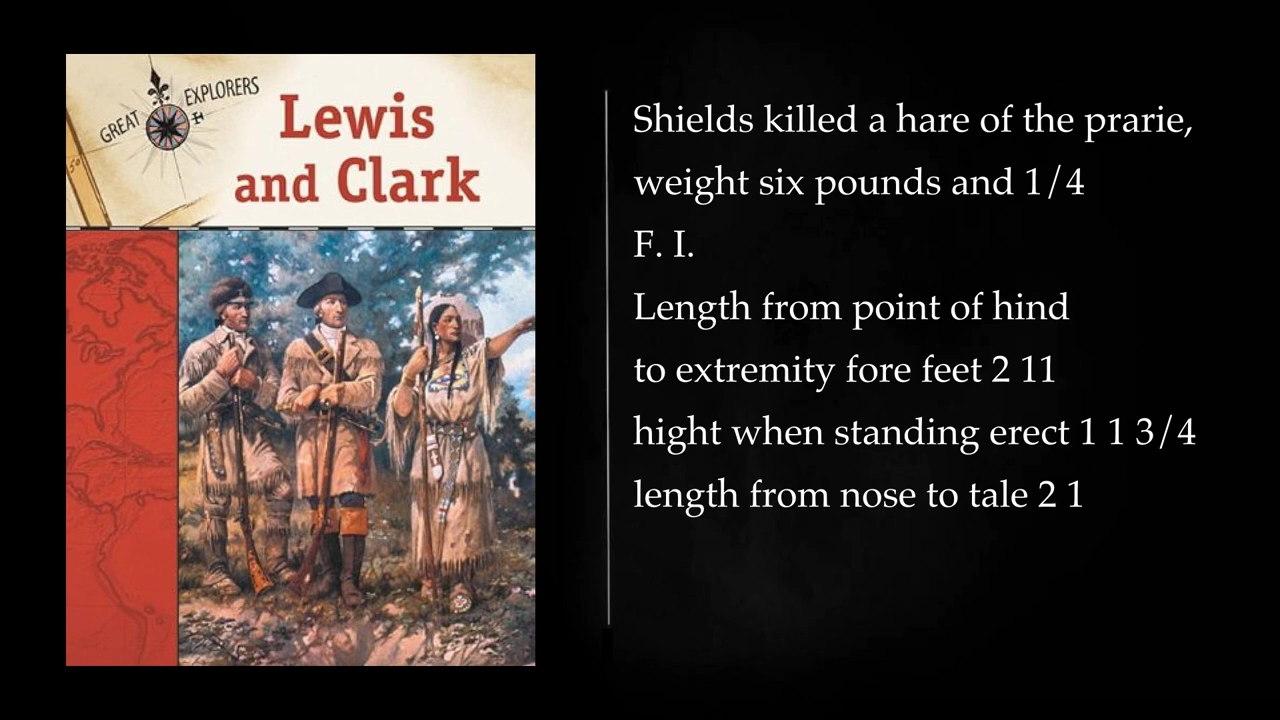 GREAT EXPLORERS
Lewis
and Clark
Shields killed a hare of the prarie,
weight six pounds and 1/4
F. I.
Length from point of hind
to extremity fore feet 2 11
hight when standing erect 1 1 3/4
length from nose to tale 2 1